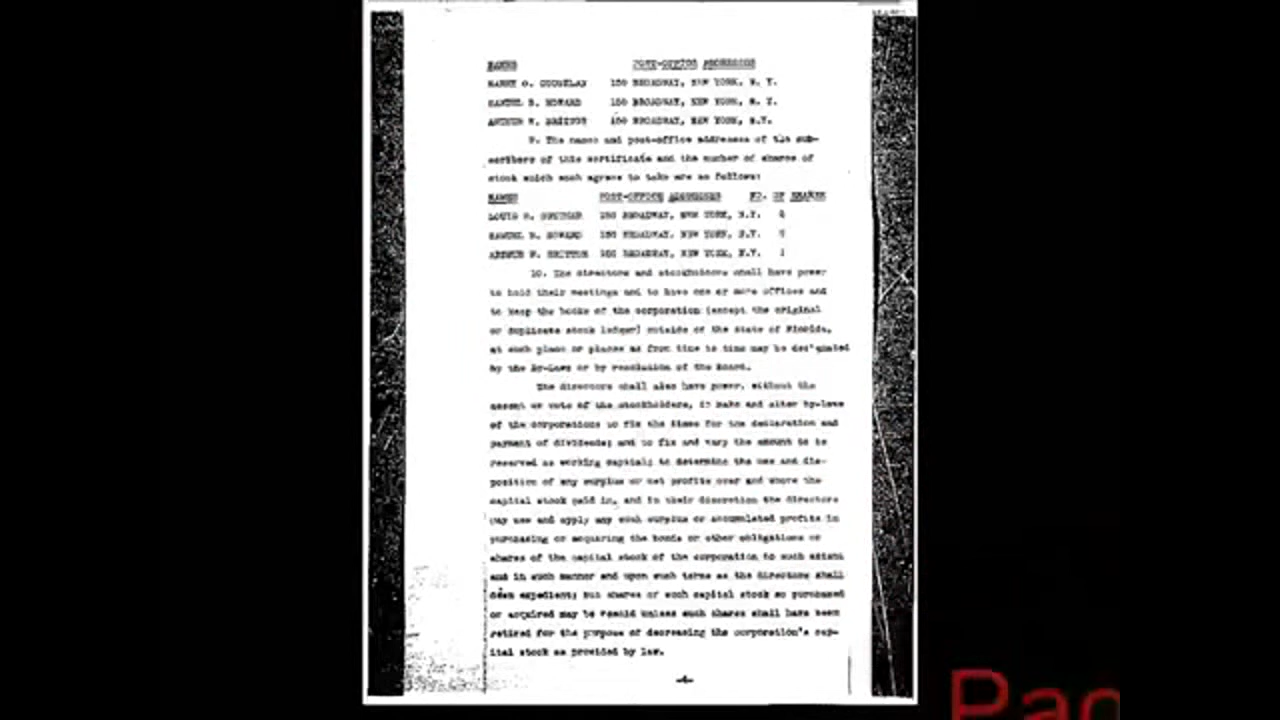 NAMES POST-OFFICE ADDRESSES
HARRY O. 150 BROADWAY, NEW YORK, N. Y.
SAMUEL B. HOWARD 150 BROADWAY, NEW YORK, N. Y.
ARTHUR W. BRITTON 150 BROADWAY, NEW YORK, N.Y.
9. The names and post-office addresses of the sub-
scribers of this certificate and the number of shares of
stock which each agrees to take are as follows:
NAMES POST-OFFICE ADDRESSES NO. OF SHARES
LOUIS 150 BROADWAY, NEW YORK, N.Y.
SAMUEL B. HOWARD 150 BROADWAY, NEW YORK, N.Y.
ARTHUR W. BRITTON 150 BROADWAY, NEW YORK, N.Y. 1
10. The directors and stockholders shall have power
to hold their meetings and to have one or more offices and
to keep the books of the corporation (except the original
or duplicate stock ledger) outside of the State of Florida,
at such place or places as from time to time may be designated
by the By-Laws or by resolution of the Board.
The directors shall also have power, without the
assent or vote of the stockholders, to make and alter by-laws
of the corporation; to fix the times for the declaration and
payment of dividends; and to fix and vary the amount to be
reserved as working capital; to determine the use and dis-
position of any surplus or net profits over and above the
capital stock paid in, and in their discretion the directors
may use and apply any such surplus or accumulated profits in
purchasing or acquiring the bonds or other obligations or
shares of the capital stock of the corporation to such extent
and in such manner and upon such terms as the directors shall
deem expedient; but shares of such capital stock so purchased
or acquired may be resold unless such shares shall have been
retired for the purpose of decreasing the corporation's cap-
ital stock as provided by law.
-4-